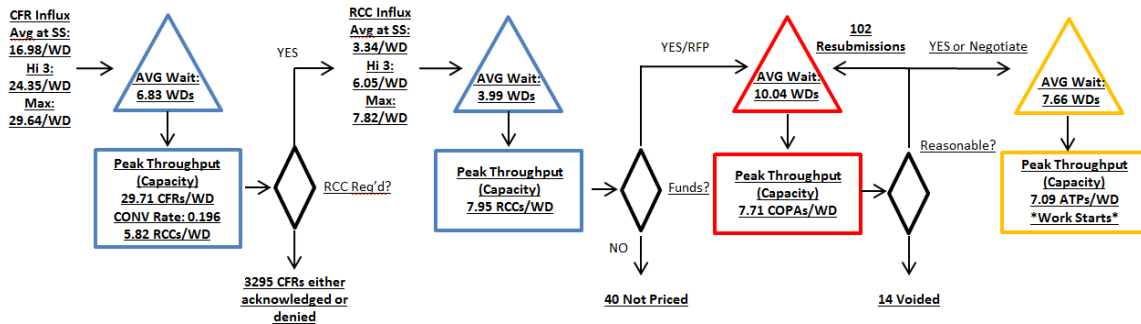 CFR Influx
Avg at SS:
16.98/WD
Hi 3:
24.35/WD
Max:
29.64/WD
AVG Wait:
6.83 WDs
Peak Throughput
(Capacity)
29.71 CFRs/WD
CONV Rate: 0.196
5.82 RCCs/WD
YES
RCC Req'd?
3295 CFRs either
acknowledged or
denied
RCC Influx
Avg at SS:
3.34/WD
Hi 3:
6.05/WD
Max:
7.82/WD
AVG Wait:
3.99 WDs
Peak Throughput
(Capacity)
7.95 RCCs/WD
YES/RFP
Funds?
NO
40 Not Priced
AVG Wait:
10.04 WDs
Peak Throughput
(Capacity)
7.71 COPAs/WD
102
Resubmissions
YES or Negotiate
Reasonable?
14 Voided
AVG Wait:
7.66 WDs
Peak Throughput
(Capacity)
7.09 ATPs/WD
*Work Starts*